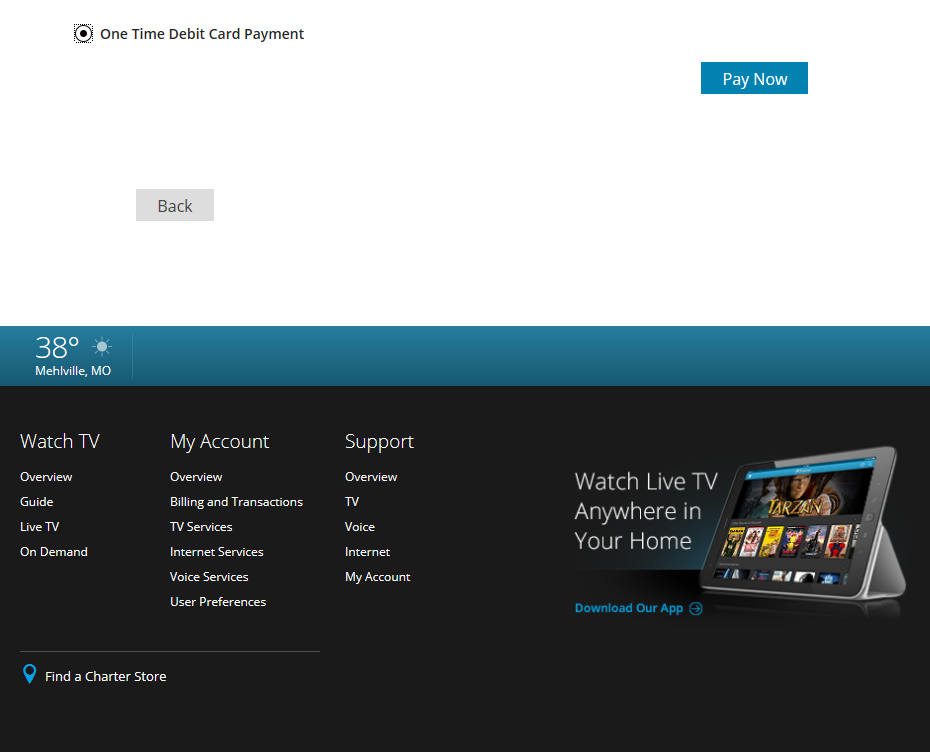 One Time Debit Card Payment
Pay Now
Back
38°
Mehlville, MO
Watch TV
Overview
Guide
Live TV
On Demand
My Account
Overview
Billing and Transactions
TV Services
Internet Services
Voice Services
User Preferences
Support
Overview
TV
Voice
Internet
My Account
Watch Live TV
Anywhere in
Your Home
TARZAN
Download Our App
Find a Charter Store